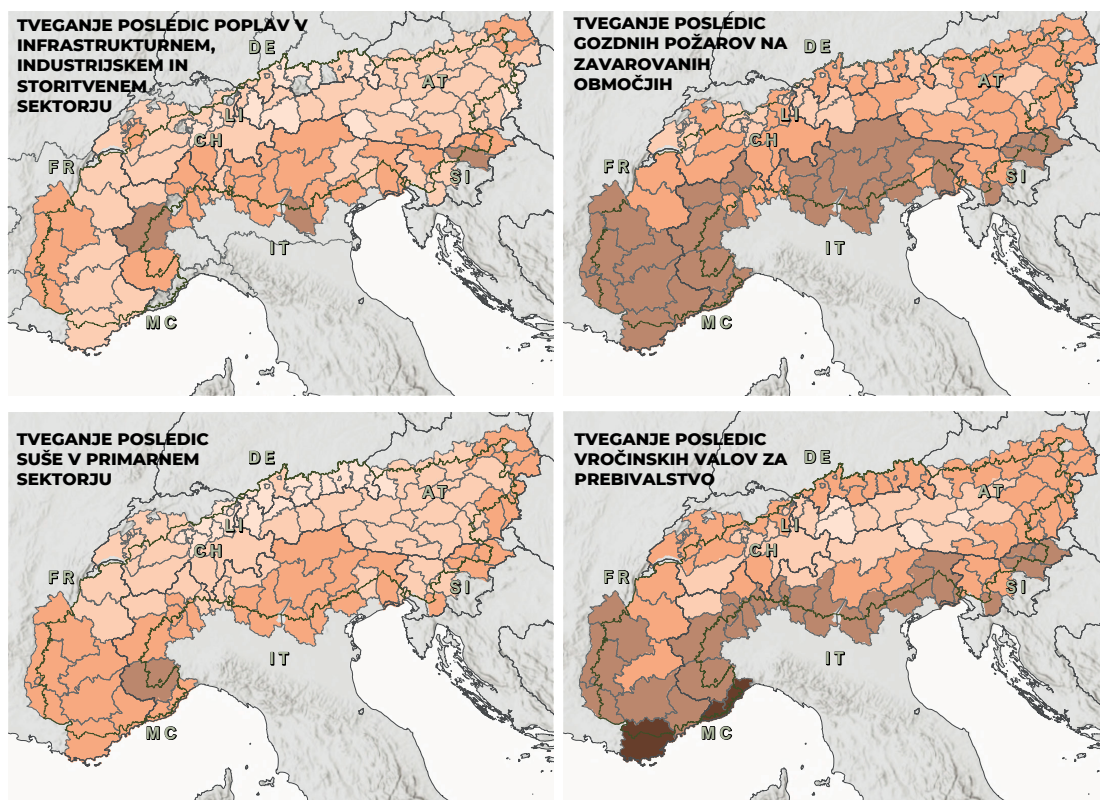 TVEGANJE POSLEDIC POPLAV V
INFRASTRUKTURNEM,
INDUSTRIJSKEM IN
STORITVENEM
SEKTORJU
DE
AT
LI
CH
FR
SI
IT
MC
TVEGANJE POSLEDIC
GOZDNIH POŽAROV NA
ZAVAROVANIH
OBMOČJIH
DE
AT
LI
CH
FR
SI
IT
MC
TVEGANJE POSLEDIC
SUŠE V PRIMARNEM
SEKTORJU
DE
AT
LI
CH
FR
SI
IT
MC
TVEGANJE POSLEDIC
VROČINSKIH VALOV ZA
PREBIVALSTVO
DE
AT
LI
CH
FR
SI
IT
MC